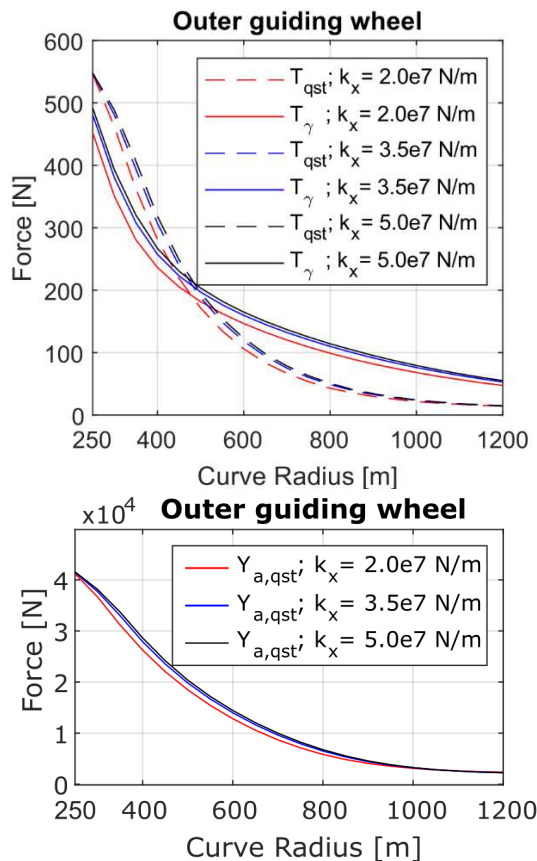 Outer guiding wheel
600
500
400
300
200
100
0
Force [N]
T_qst; k_x= 2.0e7 N/m
T_γ ; k_x= 2.0e7 N/m
T_qst; k_x= 3.5e7 N/m
T_γ ; k_x= 3.5e7 N/m
T_qst; k_x= 5.0e7 N/m
T_γ ; k_x= 5.0e7 N/m
250 400 600 800 1000 1200
Curve Radius [m]
x10^4 Outer guiding wheel
4
3
2
1
0
Force [N]
Y_a,qst; k_x= 2.0e7 N/m
Y_a,qst; k_x= 3.5e7 N/m
Y_a,qst; k_x= 5.0e7 N/m
250 400 600 800 1000 1200
Curve Radius [m]